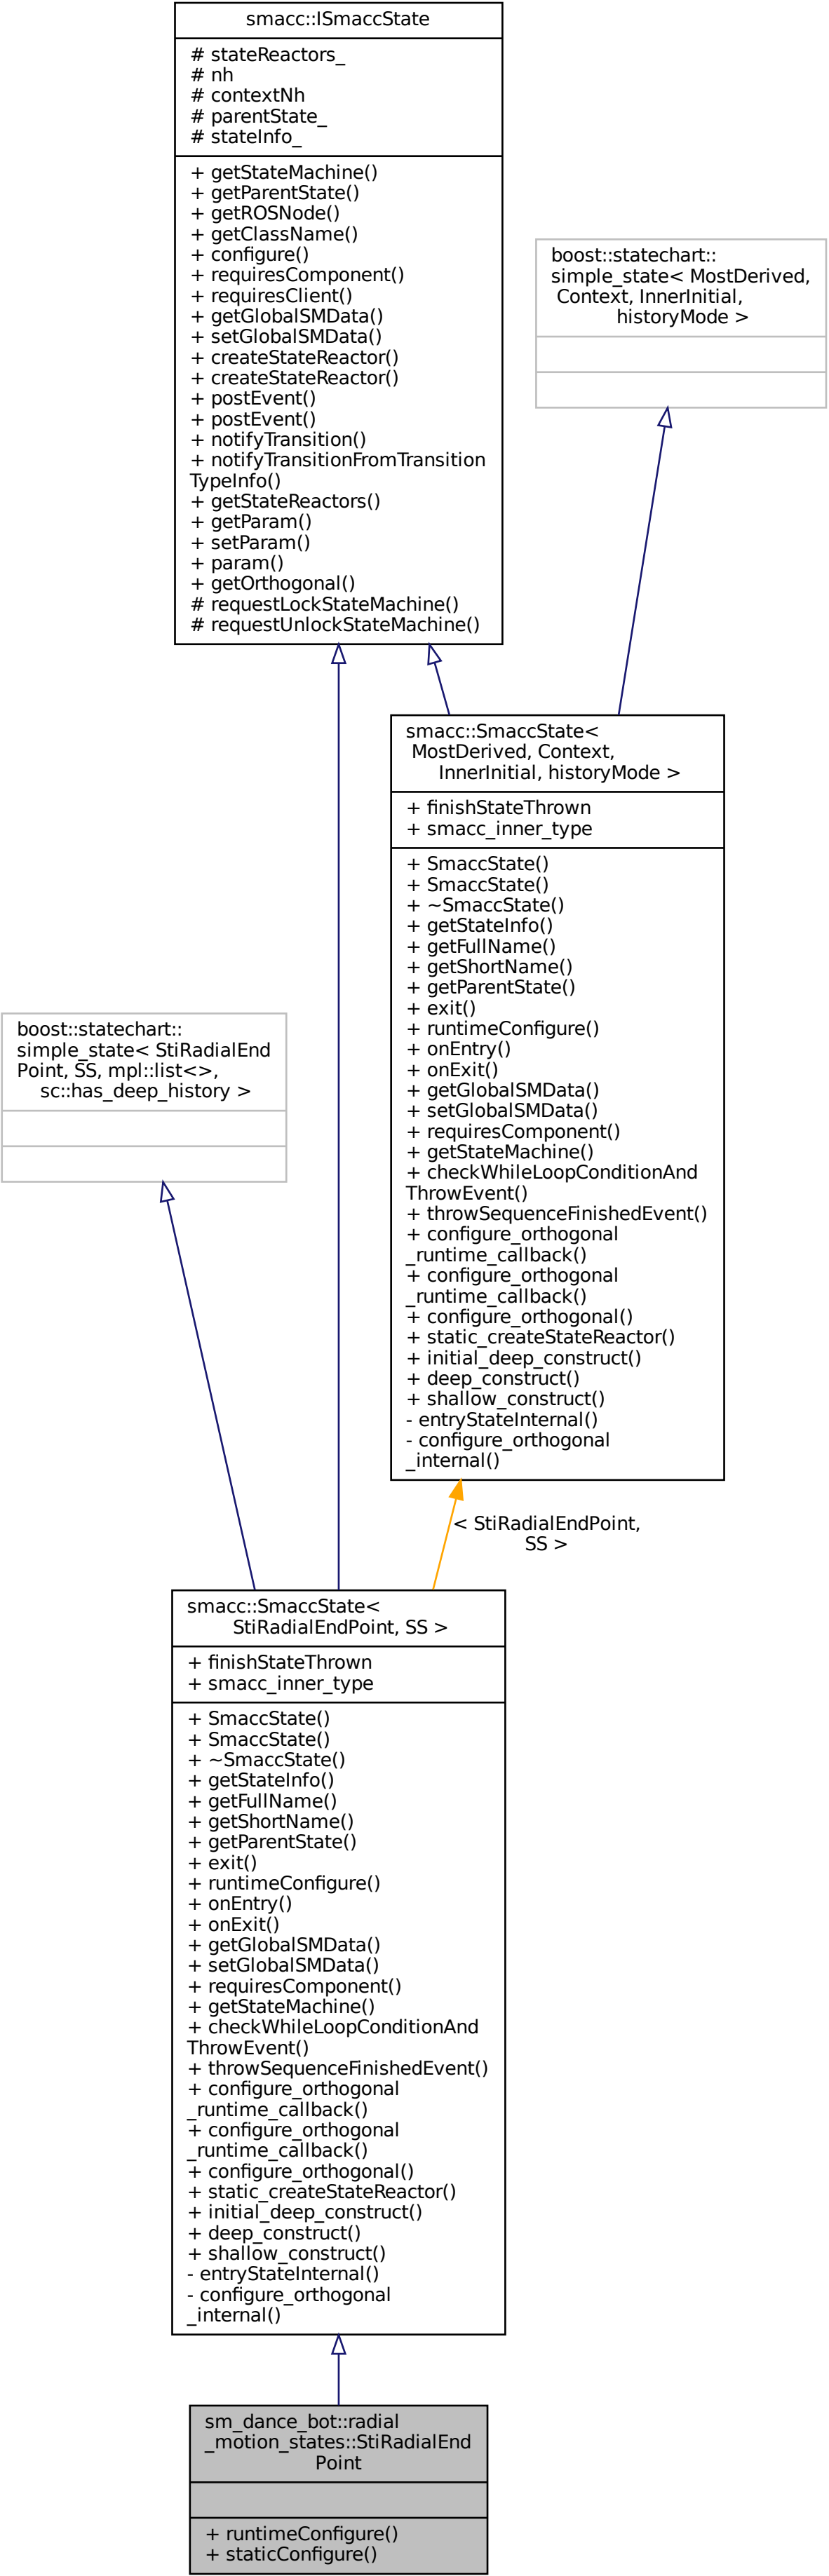 smacc::ISmaccState
# stateReactors_
# nh
# contextNh
# parentState_
# stateInfo_
+ getStateMachine()
+ getParentState()
+ getROSNode()
+ getClassName()
+ configure()
+ requiresComponent()
+ requiresClient()
+ getGlobalSMData()
+ setGlobalSMData()
+ createStateReactor()
+ createStateReactor()
+ postEvent()
+ postEvent()
+ notifyTransition()
+ notifyTransitionFromTransition
TypeInfo()
+ getStateReactors()
+ getParam()
+ setParam()
+ param()
+ getOrthogonal()
# requestLockStateMachine()
# requestUnlockStateMachine()
boost::statechart::
simple_state< MostDerived,
Context, InnerInitial,
historyMode >
smacc::SmaccState<
MostDerived, Context,
InnerInitial, historyMode >
+ finishStateThrown
+ smacc_inner_type
+ SmaccState()
+ SmaccState()
+ ~SmaccState()
+ getStateInfo()
+ getFullName()
+ getShortName()
+ getParentState()
+ exit()
+ runtimeConfigure()
+ onEntry()
+ onExit()
+ getGlobalSMData()
+ setGlobalSMData()
+ requiresComponent()
+ getStateMachine()
+ checkWhileLoopConditionAnd
ThrowEvent()
+ throwSequenceFinishedEvent()
+ configure_orthogonal
_runtime_callback()
+ configure_orthogonal
_runtime_callback()
+ configure_orthogonal()
+ static_createStateReactor()
+ initial_deep_construct()
+ deep_construct()
+ shallow_construct()
- entryStateInternal()
- configure_orthogonal
_internal()
boost::statechart::
simple_state< StiRadialEnd
Point, SS, mpl::list<>,
sc::has_deep_history >
< StiRadialEndPoint,
SS >
smacc::SmaccState<
StiRadialEndPoint, SS >
+ finishStateThrown
+ smacc_inner_type
+ SmaccState()
+ SmaccState()
+ ~SmaccState()
+ getStateInfo()
+ getFullName()
+ getShortName()
+ getParentState()
+ exit()
+ runtimeConfigure()
+ onEntry()
+ onExit()
+ getGlobalSMData()
+ setGlobalSMData()
+ requiresComponent()
+ getStateMachine()
+ checkWhileLoopConditionAnd
ThrowEvent()
+ throwSequenceFinishedEvent()
+ configure_orthogonal
_runtime_callback()
+ configure_orthogonal
_runtime_callback()
+ configure_orthogonal()
+ static_createStateReactor()
+ initial_deep_construct()
+ deep_construct()
+ shallow_construct()
- entryStateInternal()
- configure_orthogonal
_internal()
sm_dance_bot::radial
_motion_states::StiRadialEnd
Point
+ runtimeConfigure()
+ staticConfigure()